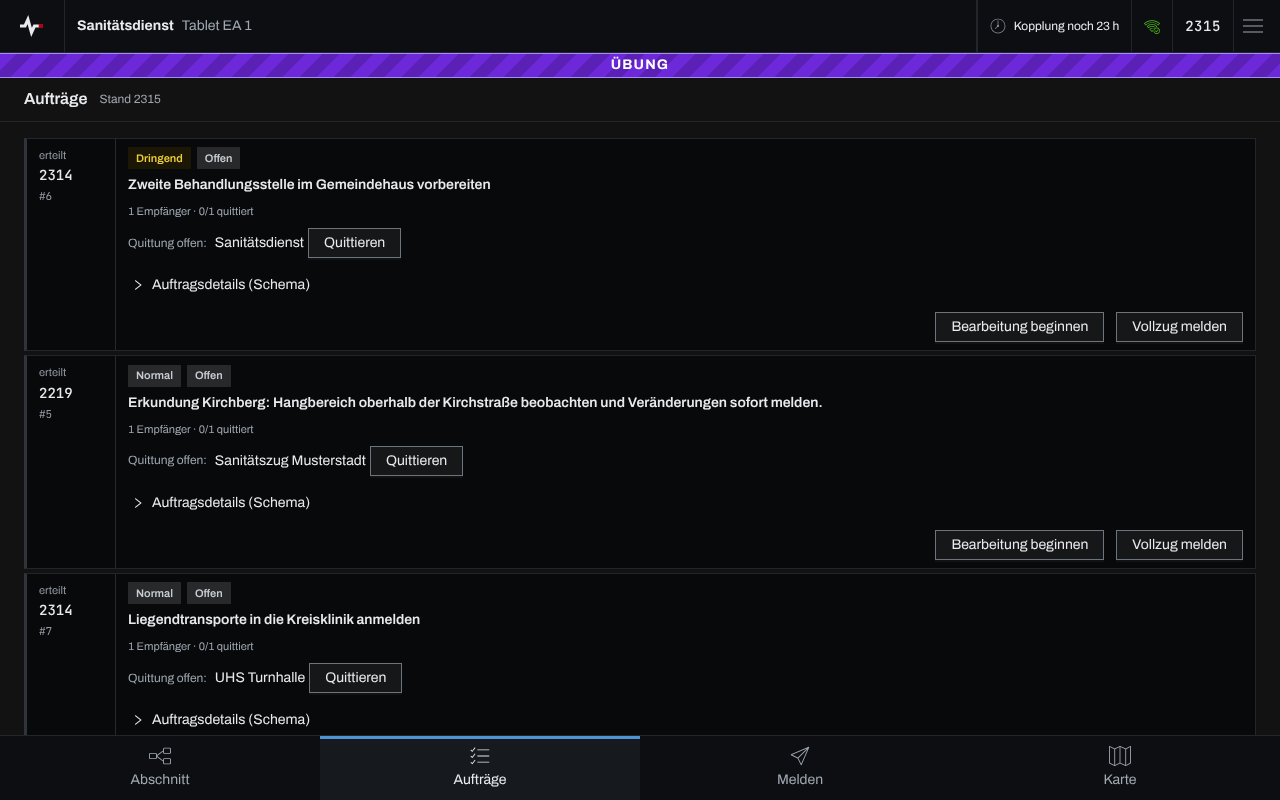 Sanitätsdienst Tablet EA 1
Kopplung noch 23 h
2315
ÜBUNG
Aufträge Stand 2315
erteilt
2314
#6
Dringend Offen
Zweite Behandlungsstelle im Gemeindehaus vorbereiten
1 Empfänger · 0/1 quittiert
Quittung offen: Sanitätsdienst Quittieren
Auftragsdetails (Schema)
Bearbeitung beginnen Vollzug melden
erteilt
2219
#5
Normal Offen
Erkundung Kirchberg: Hangbereich oberhalb der Kirchstraße beobachten und Veränderungen sofort melden.
1 Empfänger · 0/1 quittiert
Quittung offen: Sanitätszug Musterstadt Quittieren
Auftragsdetails (Schema)
Bearbeitung beginnen Vollzug melden
erteilt
2314
#7
Normal Offen
Liegendtransporte in die Kreisklinik anmelden
1 Empfänger · 0/1 quittiert
Quittung offen: UHS Turnhalle Quittieren
Auftragsdetails (Schema)
Abschnitt Aufträge Melden Karte